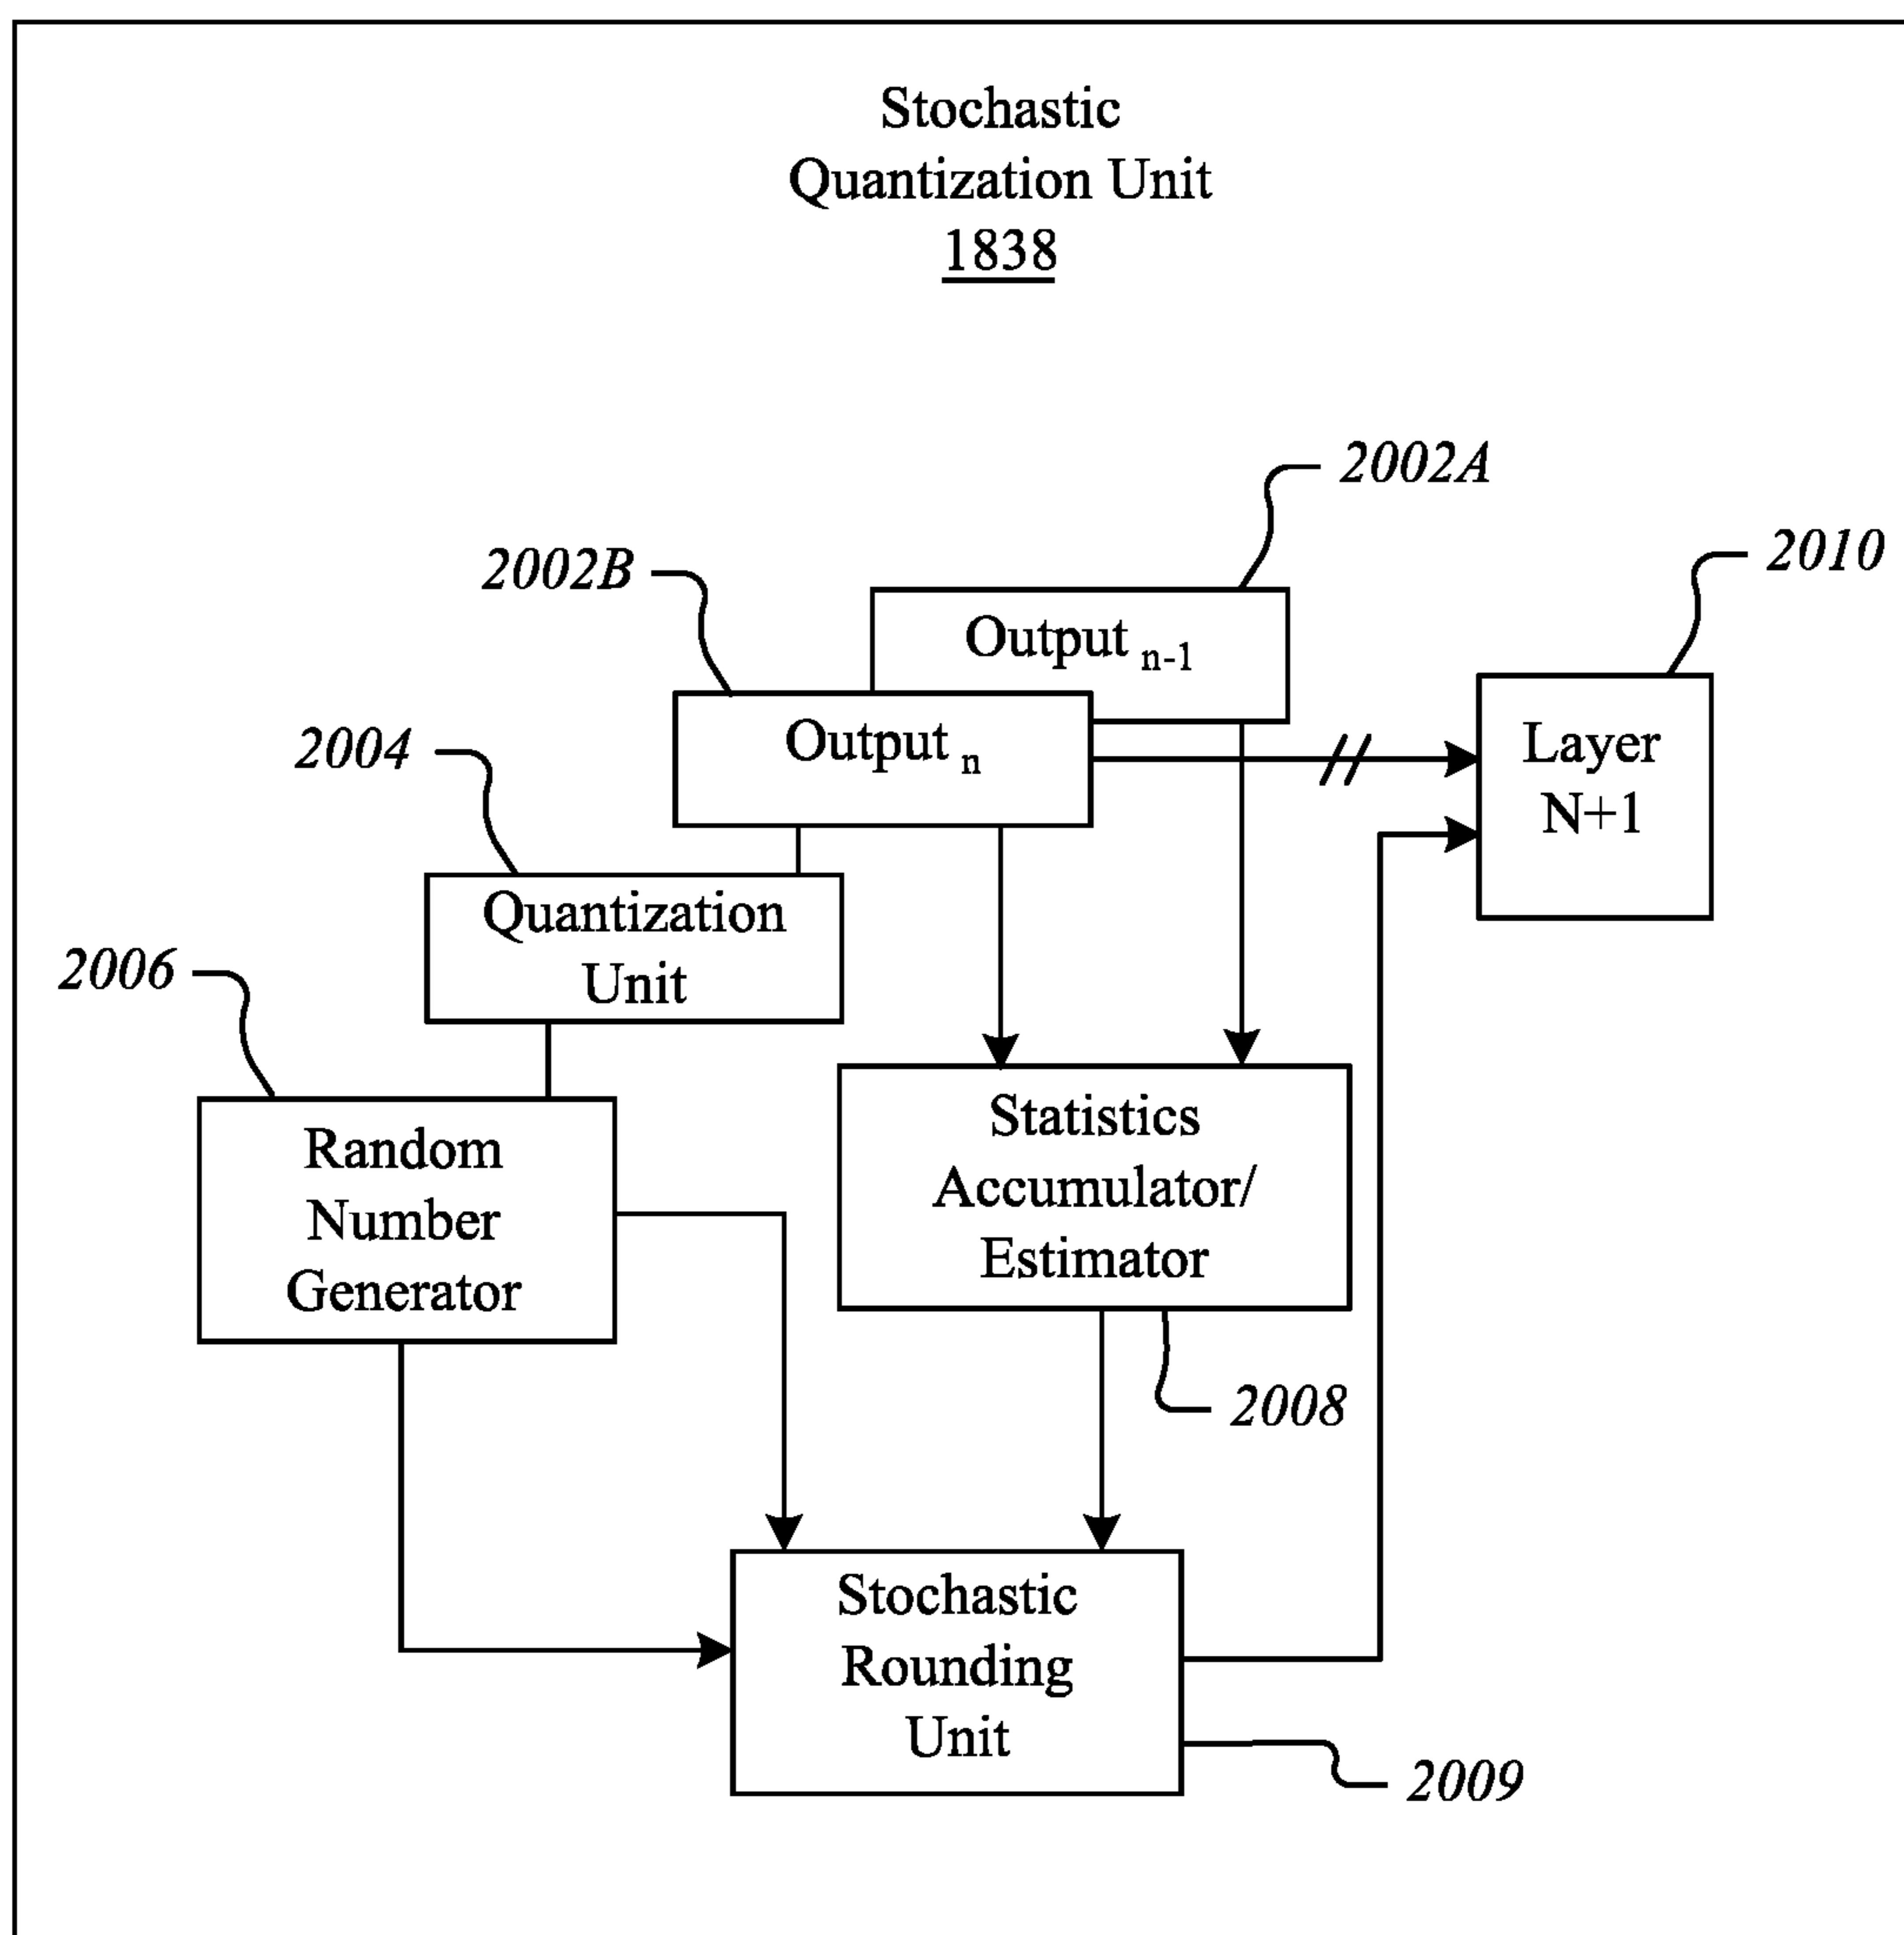 Stochastic
Quantization Unit
1838
2002A
2010
2002B
Output n-1
Layer
N+1
Output n
2004
Quantization
Unit
2006
Random
Number
Generator
Statistics
Accumulator/
Estimator
2008
Stochastic
Rounding
Unit
2009